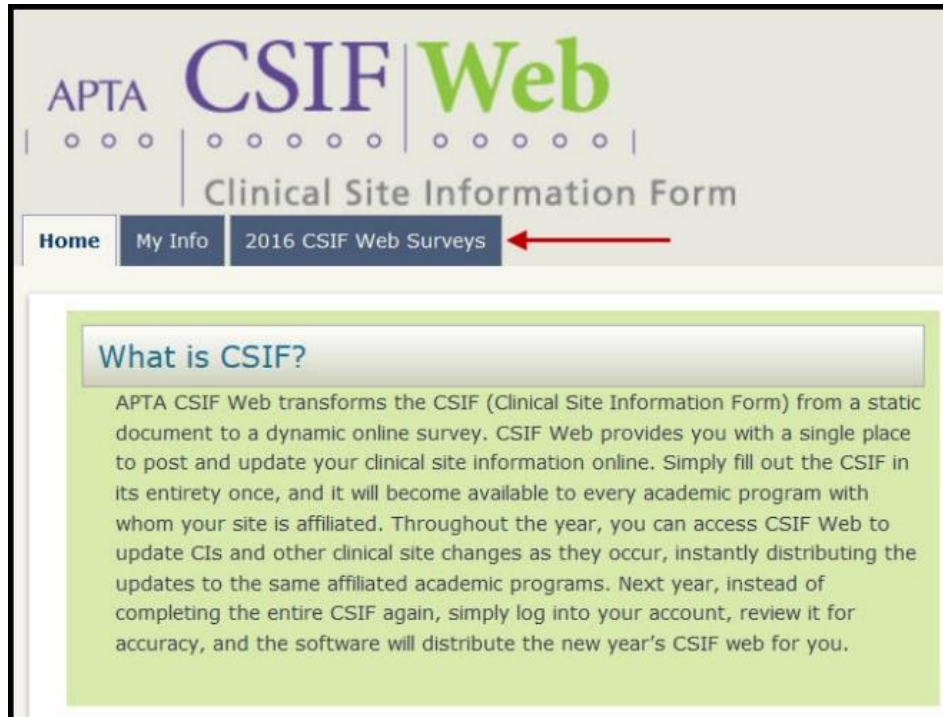 APTA CSIF Web
Clinical Site Information Form
Home My Info 2016 CSIF Web Surveys
What is CSIF?
APTA CSIF Web transforms the CSIF (Clinical Site Information Form) from a static
document to a dynamic online survey. CSIF Web provides you with a single place
to post and update your clinical site information online. Simply fill out the CSIF in
its entirety once, and it will become available to every academic program with
whom your site is affiliated. Throughout the year, you can access CSIF Web to
update CIs and other clinical site changes as they occur, instantly distributing the
updates to the same affiliated academic programs. Next year, instead of
completing the entire CSIF again, simply log into your account, review it for
accuracy, and the software will distribute the new year's CSIF web for you.